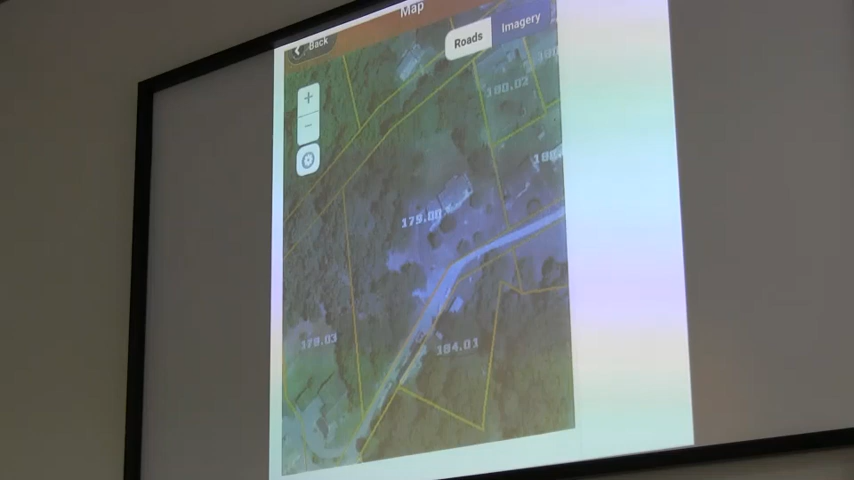 Map
Back
Roads
Imagery
+
−
180.02
179.00
179.03
184.01